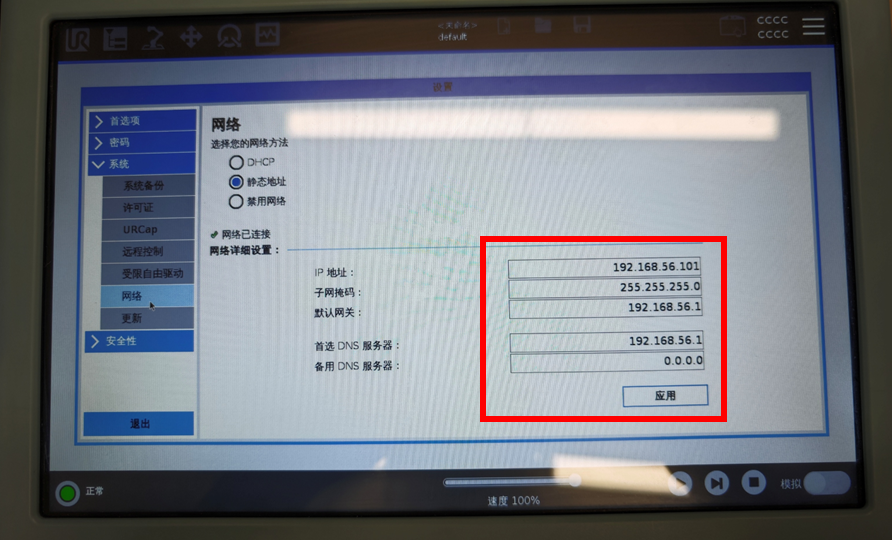 UR
<未命名>
default
CCCC
CCCC
设置
首选项
密码
系统
系统备份
许可证
URCap
远程控制
受限自由驱动
网络
更新
安全性
退出
网络
选择您的网络方法
DHCP
静态地址
禁用网络
网络已连接
网络详细设置：
IP 地址：
192.168.56.101
子网掩码：
255.255.255.0
默认网关：
192.168.56.1
首选 DNS 服务器：
192.168.56.1
备用 DNS 服务器：
0.0.0.0
应用
正常
速度 100%
模拟